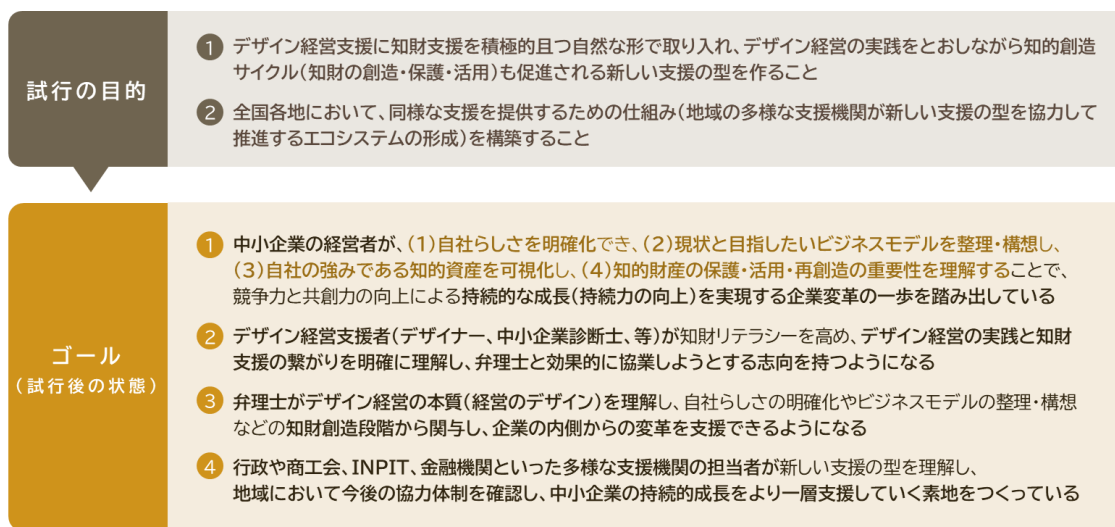 試行の目的
1 デザイン経営支援に知財支援を積極的且つ自然な形で取り入れ、デザイン経営の実践をとおしながら知的創造
サイクル（知財の創造・保護・活用）も促進される新しい支援の型を作ること
2 全国各地において、同様な支援を提供するための仕組み（地域の多様な支援機関が新しい支援の型を協力して
推進するエコシステムの形成）を構築すること
ゴール
（試行後の状態）
1 中小企業の経営者が、（1）自社らしさを明確化でき、（2）現状と目指したいビジネスモデルを整理・構想し、
（3）自社の強みである知的資産を可視化し、（4）知的財産の保護・活用・再創造の重要性を理解することで、
競争力と共創力の向上による持続的な成長（持続力の向上）を実現する企業変革の一歩を踏み出している
2 デザイン経営支援者（デザイナー、中小企業診断士、等）が知財リテラシーを高め、デザイン経営の実践と知財
支援の繋がりを明確に理解し、弁理士と効果的に協業しようとする志向を持つようになる
3 弁理士がデザイン経営の本質（経営のデザイン）を理解し、自社らしさの明確化やビジネスモデルの整理・構想
などの知財創造段階から関与し、企業の内側からの変革を支援できるようになる
4 行政や商工会、INPIT、金融機関といった多様な支援機関の担当者が新しい支援の型を理解し、
地域において今後の協力体制を確認し、中小企業の持続的成長をより一層支援していく素地をつくっている